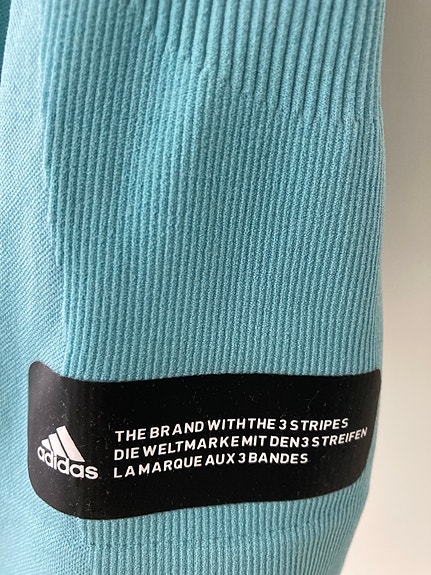 adidas
THE BRAND WITH THE 3 STRIPES
DIE WELTMARKE MIT DEN 3 STREIFEN
LA MARQUE AUX 3 BANDES